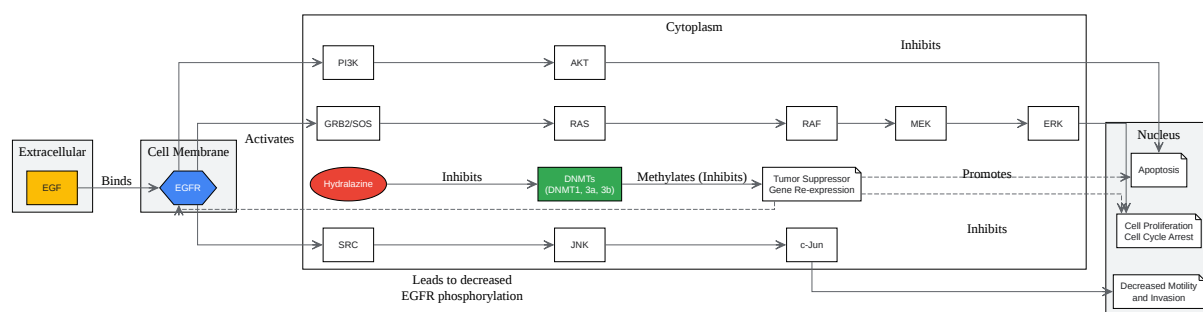 Cytoplasm
Inhibits
PI3K
AKT
GRB2/SOS
RAS
RAF
MEK
ERK
Activates
Extracellular
Cell Membrane
Nucleus
EGF
Binds
EGFR
Hydralazine
Inhibits
DNMTs
(DNMT1, 3a, 3b)
Methylates (Inhibits)
Tumor Suppressor
Gene Re-expression
Promotes
Apoptosis
SRC
JNK
c-Jun
Inhibits
Cell Proliferation
Cell Cycle Arrest
Leads to decreased
EGFR phosphorylation
Decreased Motility
and Invasion